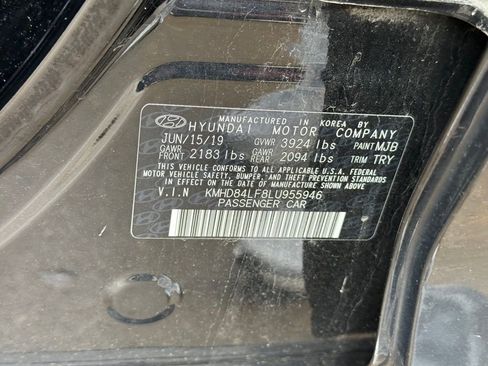 MANUFACTURED IN KOREA BY
HYUNDAI MOTOR COMPANY
JUN/15/19 GVWR 3924 lbs PAINT MJB
GAWR FRONT 2183 lbs GAWR REAR 2094 lbs TRIM TRY
THIS VEHICLE CONFORMS TO ALL APPLICABLE U.S.A. FEDERAL
MOTOR VEHICLE SAFETY, BUMPER, AND THEFT PREVENTION STANDARDS
IN EFFECT ON THE DATE OF MANUFACTURE SHOWN ABOVE.
V.I.N KMHD84LF8LU955946
PASSENGER CAR